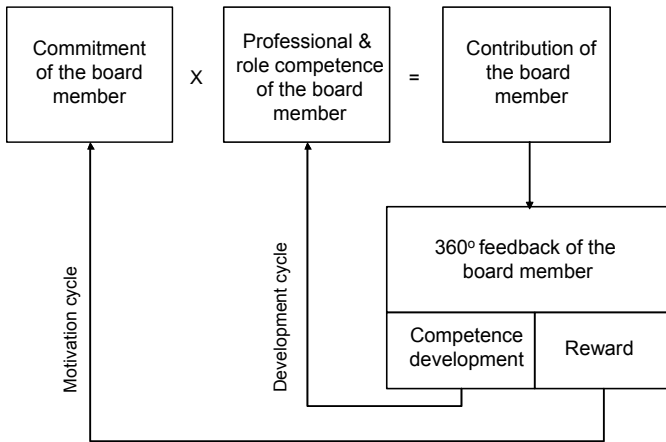 Commitment
of the board
member
X
Professional &
role competence
of the board
member
=
Contribution of
the board
member
360º feedback of the
board member
Competence
development
Reward
Motivation cycle
Development cycle